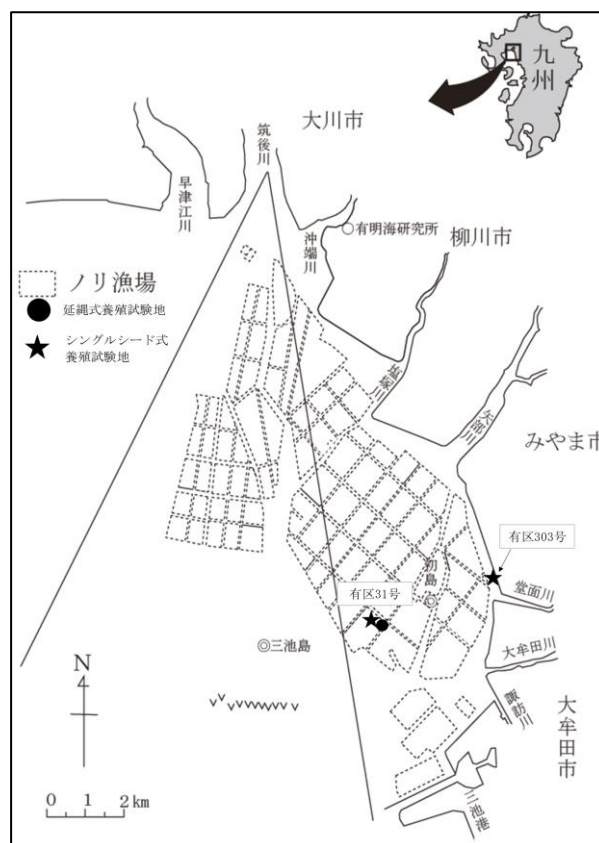 九州
大川市
筑後川
早津江川
沖端川
○有明海研究所
柳川市
ノリ漁場
延縄式養殖試験地
シングルシード式
養殖試験地
塩塚川
矢部川
みやま市
有区303号
初島
有区31号
堂面川
三池島
大牟田川
N
諏訪川
大牟田市
0 1 2km
三池港